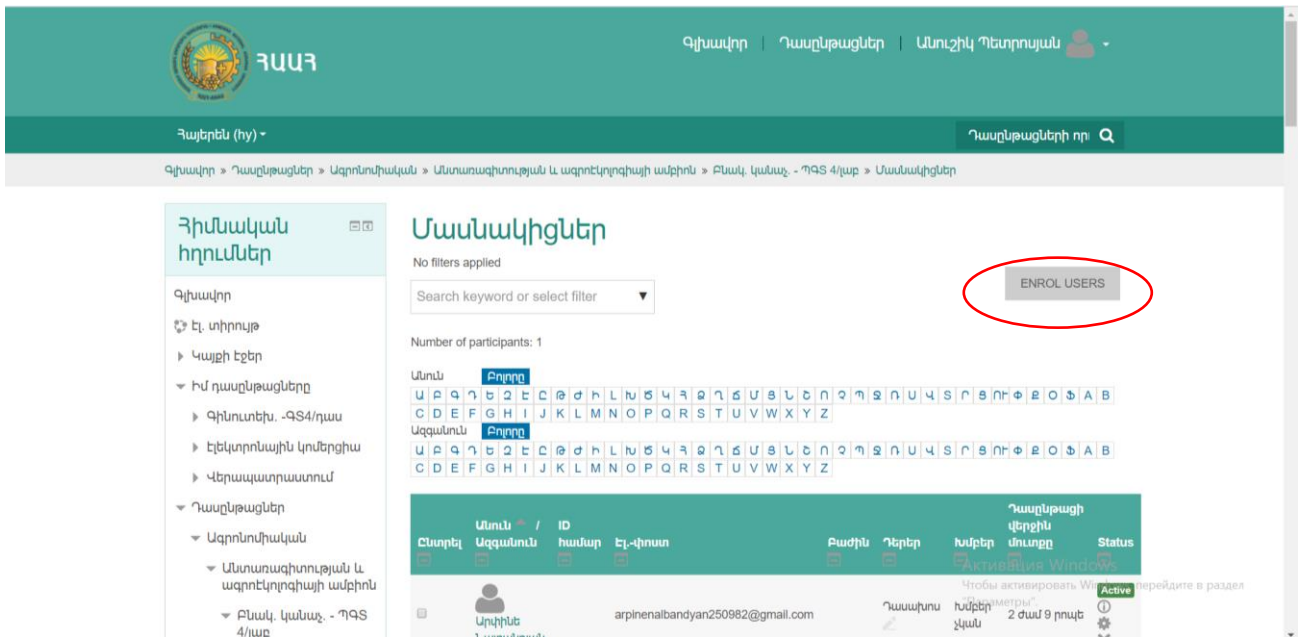 ՀԱԱՀ
Գլխավոր | Դասընթացներ | Անուշիկ Պետրոսյան
Հայերեն (hy)
Դասընթացների որ
Գլխավոր » Դասընթացներ » Ագրոնոմիական » Անտառագիտության և ագրոէկոլոգիայի ամբիոն » Բնակ. կանաչ. - ՊԳՏ 4/լաբ » Մասնակիցներ
Հիմնական
հղումներ
Գլխավոր
Էլ. տիրույթ
Կայքի էջեր
Իմ դասընթացները
Գինուտեխ. -ԳՏ4/դաս
Էլեկտրոնային կոմերցիա
Վերապատրաստում
Դասընթացներ
Ագրոնոմիական
Անտառագիտության և
ագրոէկոլոգիայի ամբիոն
Բնակ. կանաչ. - ՊԳՏ
4/լաբ
Մասնակիցներ
No filters applied
ENROL USERS
Search keyword or select filter ▼
Number of participants: 1
Անուն Բոլորը
Ա Բ Գ Դ Ե Զ Է Ը Թ Ժ Ի Լ Խ Ծ Կ Հ Ձ Ղ Ճ Մ Յ Ն Շ Ո Չ Պ Ջ Ռ Ս Վ Տ Ր Ց ՈՒ Փ Ք Օ Ֆ A B
C D E F G H I J K L M N O P Q R S T U V W X Y Z
Ազգանուն Բոլորը
Ա Բ Գ Դ Ե Զ Է Ը Թ Ժ Ի Լ Խ Ծ Կ Հ Ձ Ղ Ճ Մ Յ Ն Շ Ո Չ Պ Ջ Ռ Ս Վ Տ Ր Ց ՈՒ Փ Ք Օ Ֆ A B
C D E F G H I J K L M N O P Q R S T U V W X Y Z
Ընտրել
Անուն /
Ազգանուն
ID
համար
Էլ.-փոստ
Բաժին
Դերեր
Խմբեր
Դասընթացի
վերջին
մուտքը
Status
Активация Windows
Чтобы активировать Windows, перейдите в раздел
"Параметры".
Արփինե
arpinenalbandyan250982@gmail.com
Դասախոս
Խմբեր
չկան
2 ժամ 9 րոպե
Active